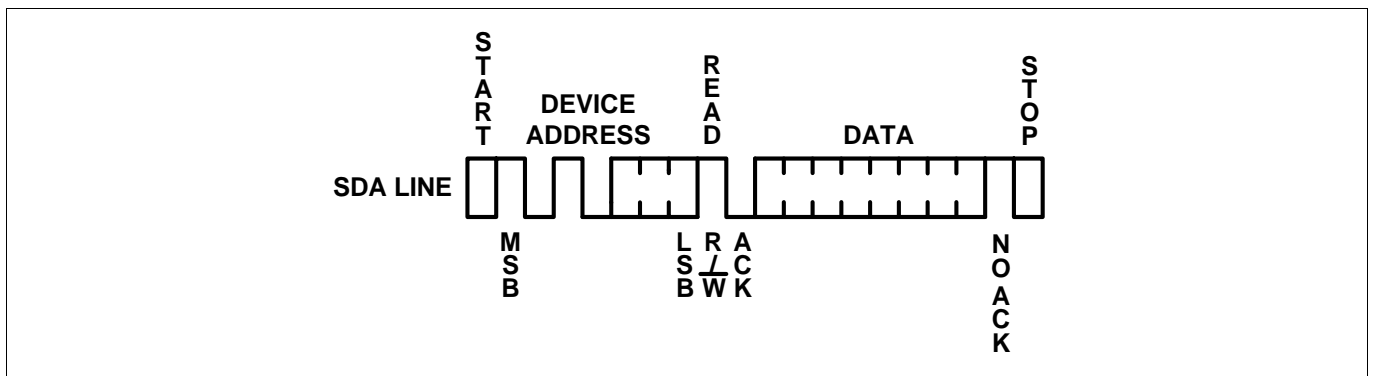 START
DEVICE
ADDRESS
READ
DATA
STOP
SDA LINE
MSB
LSB
R/W
ACK
NO ACK